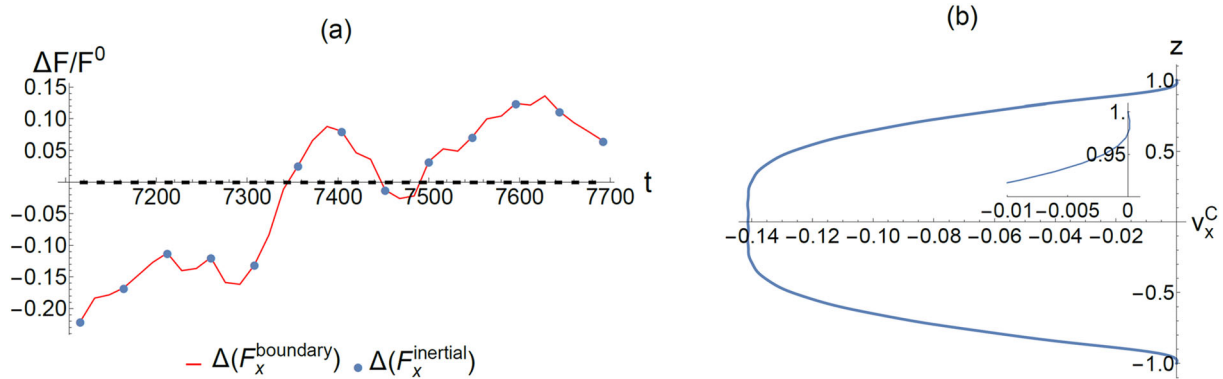 (a)
ΔF/F⁰
0.15
0.10
0.05
7200 7300 7400 7500 7600 7700 t
−0.05
−0.10
−0.15
−0.20
Δ(F_x^boundary) Δ(F_x^inertial)
(b)
z
1.0
0.5
1.
0.95
−0.01 −0.005 0
−0.14 −0.12 −0.10 −0.08 −0.06 −0.04 −0.02 v_x^C
−0.5
−1.0